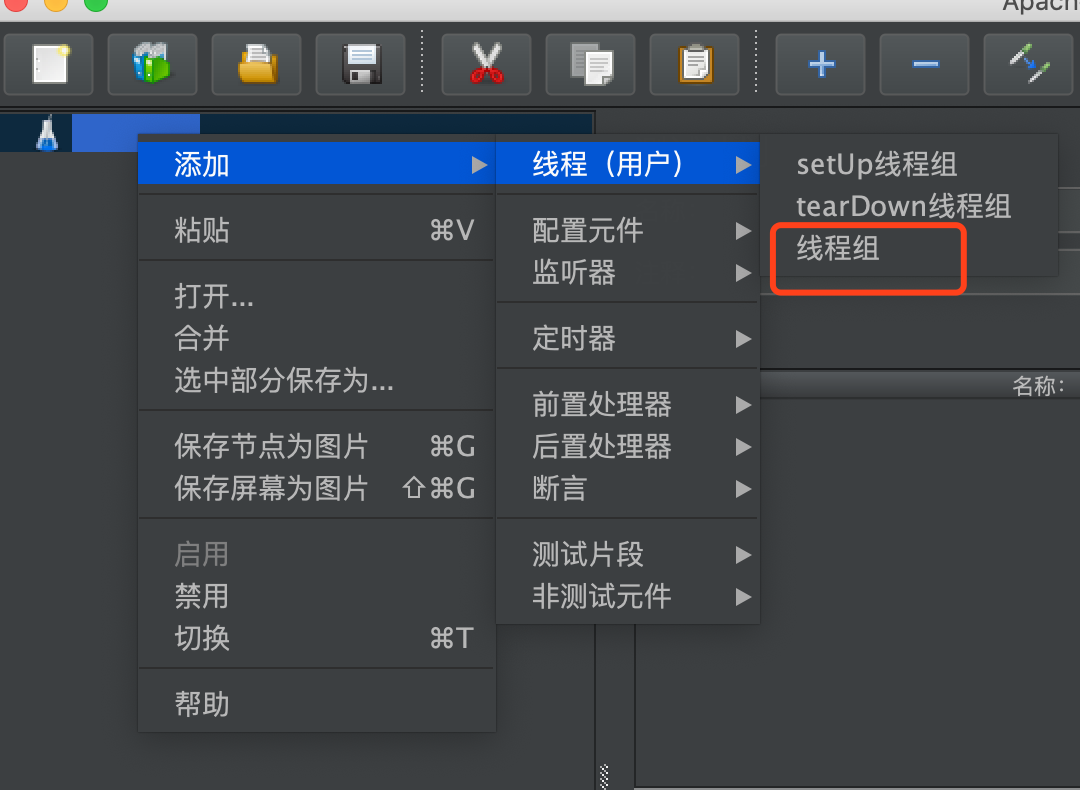 添加
粘贴 ⌘V
打开...
合并
选中部分保存为...
保存节点为图片 ⌘G
保存屏幕为图片 ⇧⌘G
启用
禁用
切换 ⌘T
帮助
线程（用户）
配置元件
监听器
定时器
前置处理器
后置处理器
断言
测试片段
非测试元件
setUp线程组
tearDown线程组
线程组
名称: